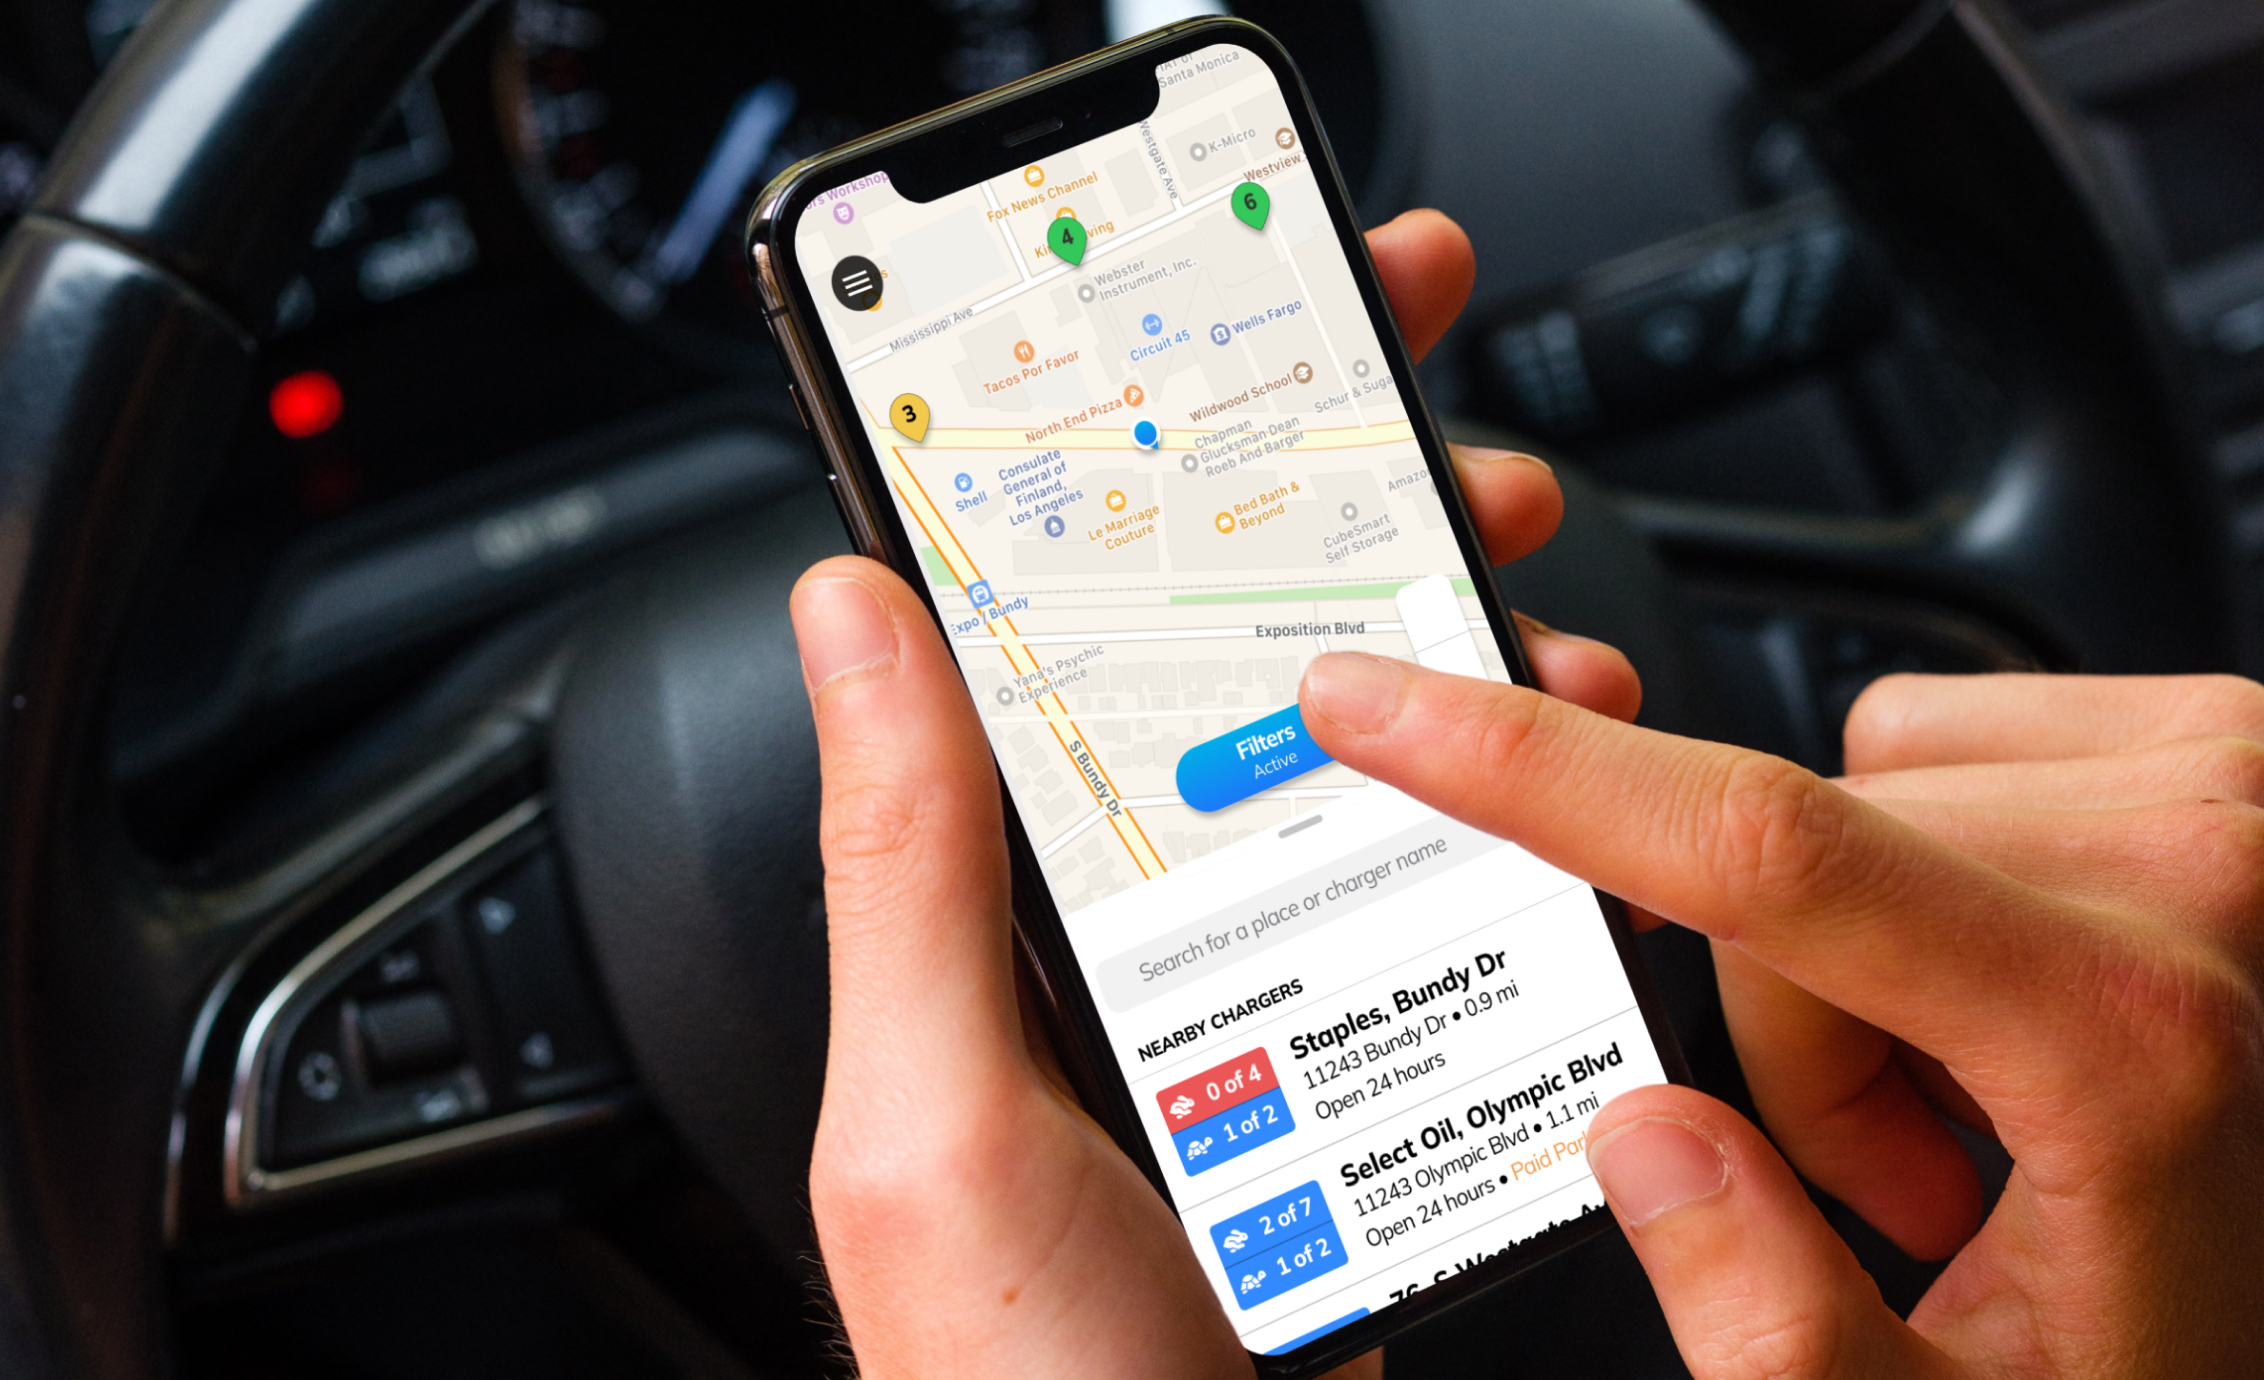 Santa Monica
Westgate Ave
K-Micro
Westview
Workshop
Fox News Channel
6
4
Webster
Instrument, Inc.
Mississippi Ave
Circuit 45
Wells Fargo
Tacos Por Favor
3
North End Pizza
Wildwood School
Schur &
Chapman
Glucksman Dean
Roeb And Barger
Shell
Consulate
General of
Finland,
Los Angeles
Le Marriage
Couture
Bed Bath &
Beyond
CubeSmart
Self Storage
Expo / Bundy
Exposition Blvd
Yana's Psychic
Experience
S Bundy Dr
Filters
Active
Search for a place or charger name
NEARBY CHARGERS
0 of 4
1 of 2
Staples, Bundy Dr
11243 Bundy Dr • 0.9 mi
Open 24 hours
2 of 7
1 of 2
Select Oil, Olympic Blvd
11243 Olympic Blvd • 1.1 mi
Open 24 hours • Paid
76, S Westgate